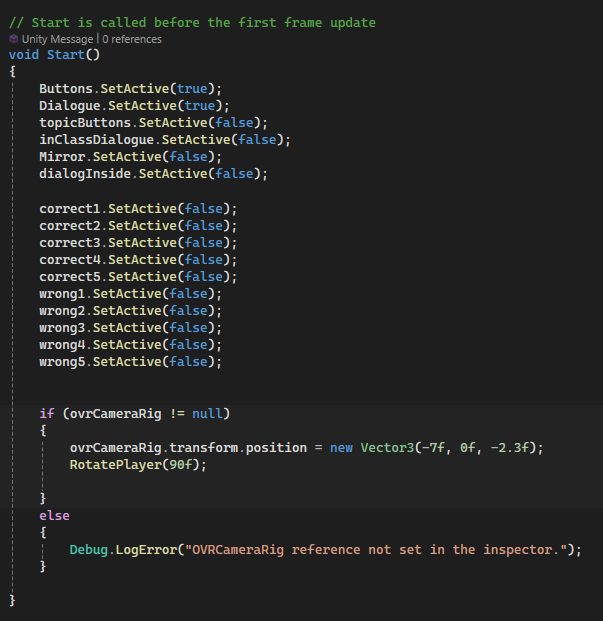 // Start is called before the first frame update
Unity Message | 0 references
void Start()
{
Buttons.SetActive(true);
Dialogue.SetActive(true);
topicButtons.SetActive(false);
inClassDialogue.SetActive(false);
Mirror.SetActive(false);
dialogInside.SetActive(false);
correct1.SetActive(false);
correct2.SetActive(false);
correct3.SetActive(false);
correct4.SetActive(false);
correct5.SetActive(false);
wrong1.SetActive(false);
wrong2.SetActive(false);
wrong3.SetActive(false);
wrong4.SetActive(false);
wrong5.SetActive(false);
if (ovrCameraRig != null)
{
ovrCameraRig.transform.position = new Vector3(-7f, 0f, -2.3f);
RotatePlayer(90f);
}
else
{
Debug.LogError("OVRCameraRig reference not set in the inspector.");
}
}